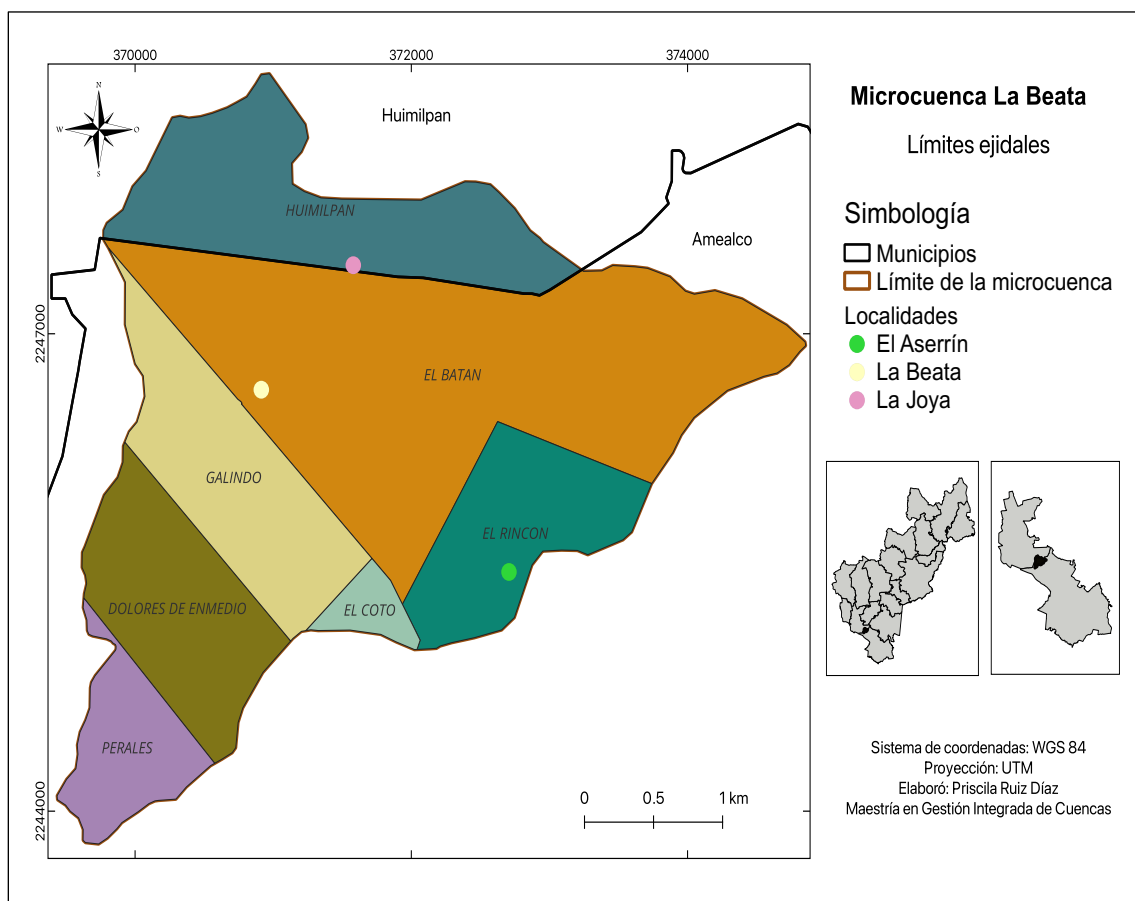 370000
372000
374000
N
W
O
S
Huimilpan
Amealco
HUIMILPAN
EL BATAN
GALINDO
EL RINCON
EL COTO
DOLORES DE ENMEDIO
PERALES
2247000
2244000
0 0.5 1 km
Microcuenca La Beata
Límites ejidales
Simbología
Municipios
Límite de la microcuenca
Localidades
El Aserrín
La Beata
La Joya
Sistema de coordenadas: WGS 84
Proyección: UTM
Elaboró: Priscila Ruiz Díaz
Maestría en Gestión Integrada de Cuencas